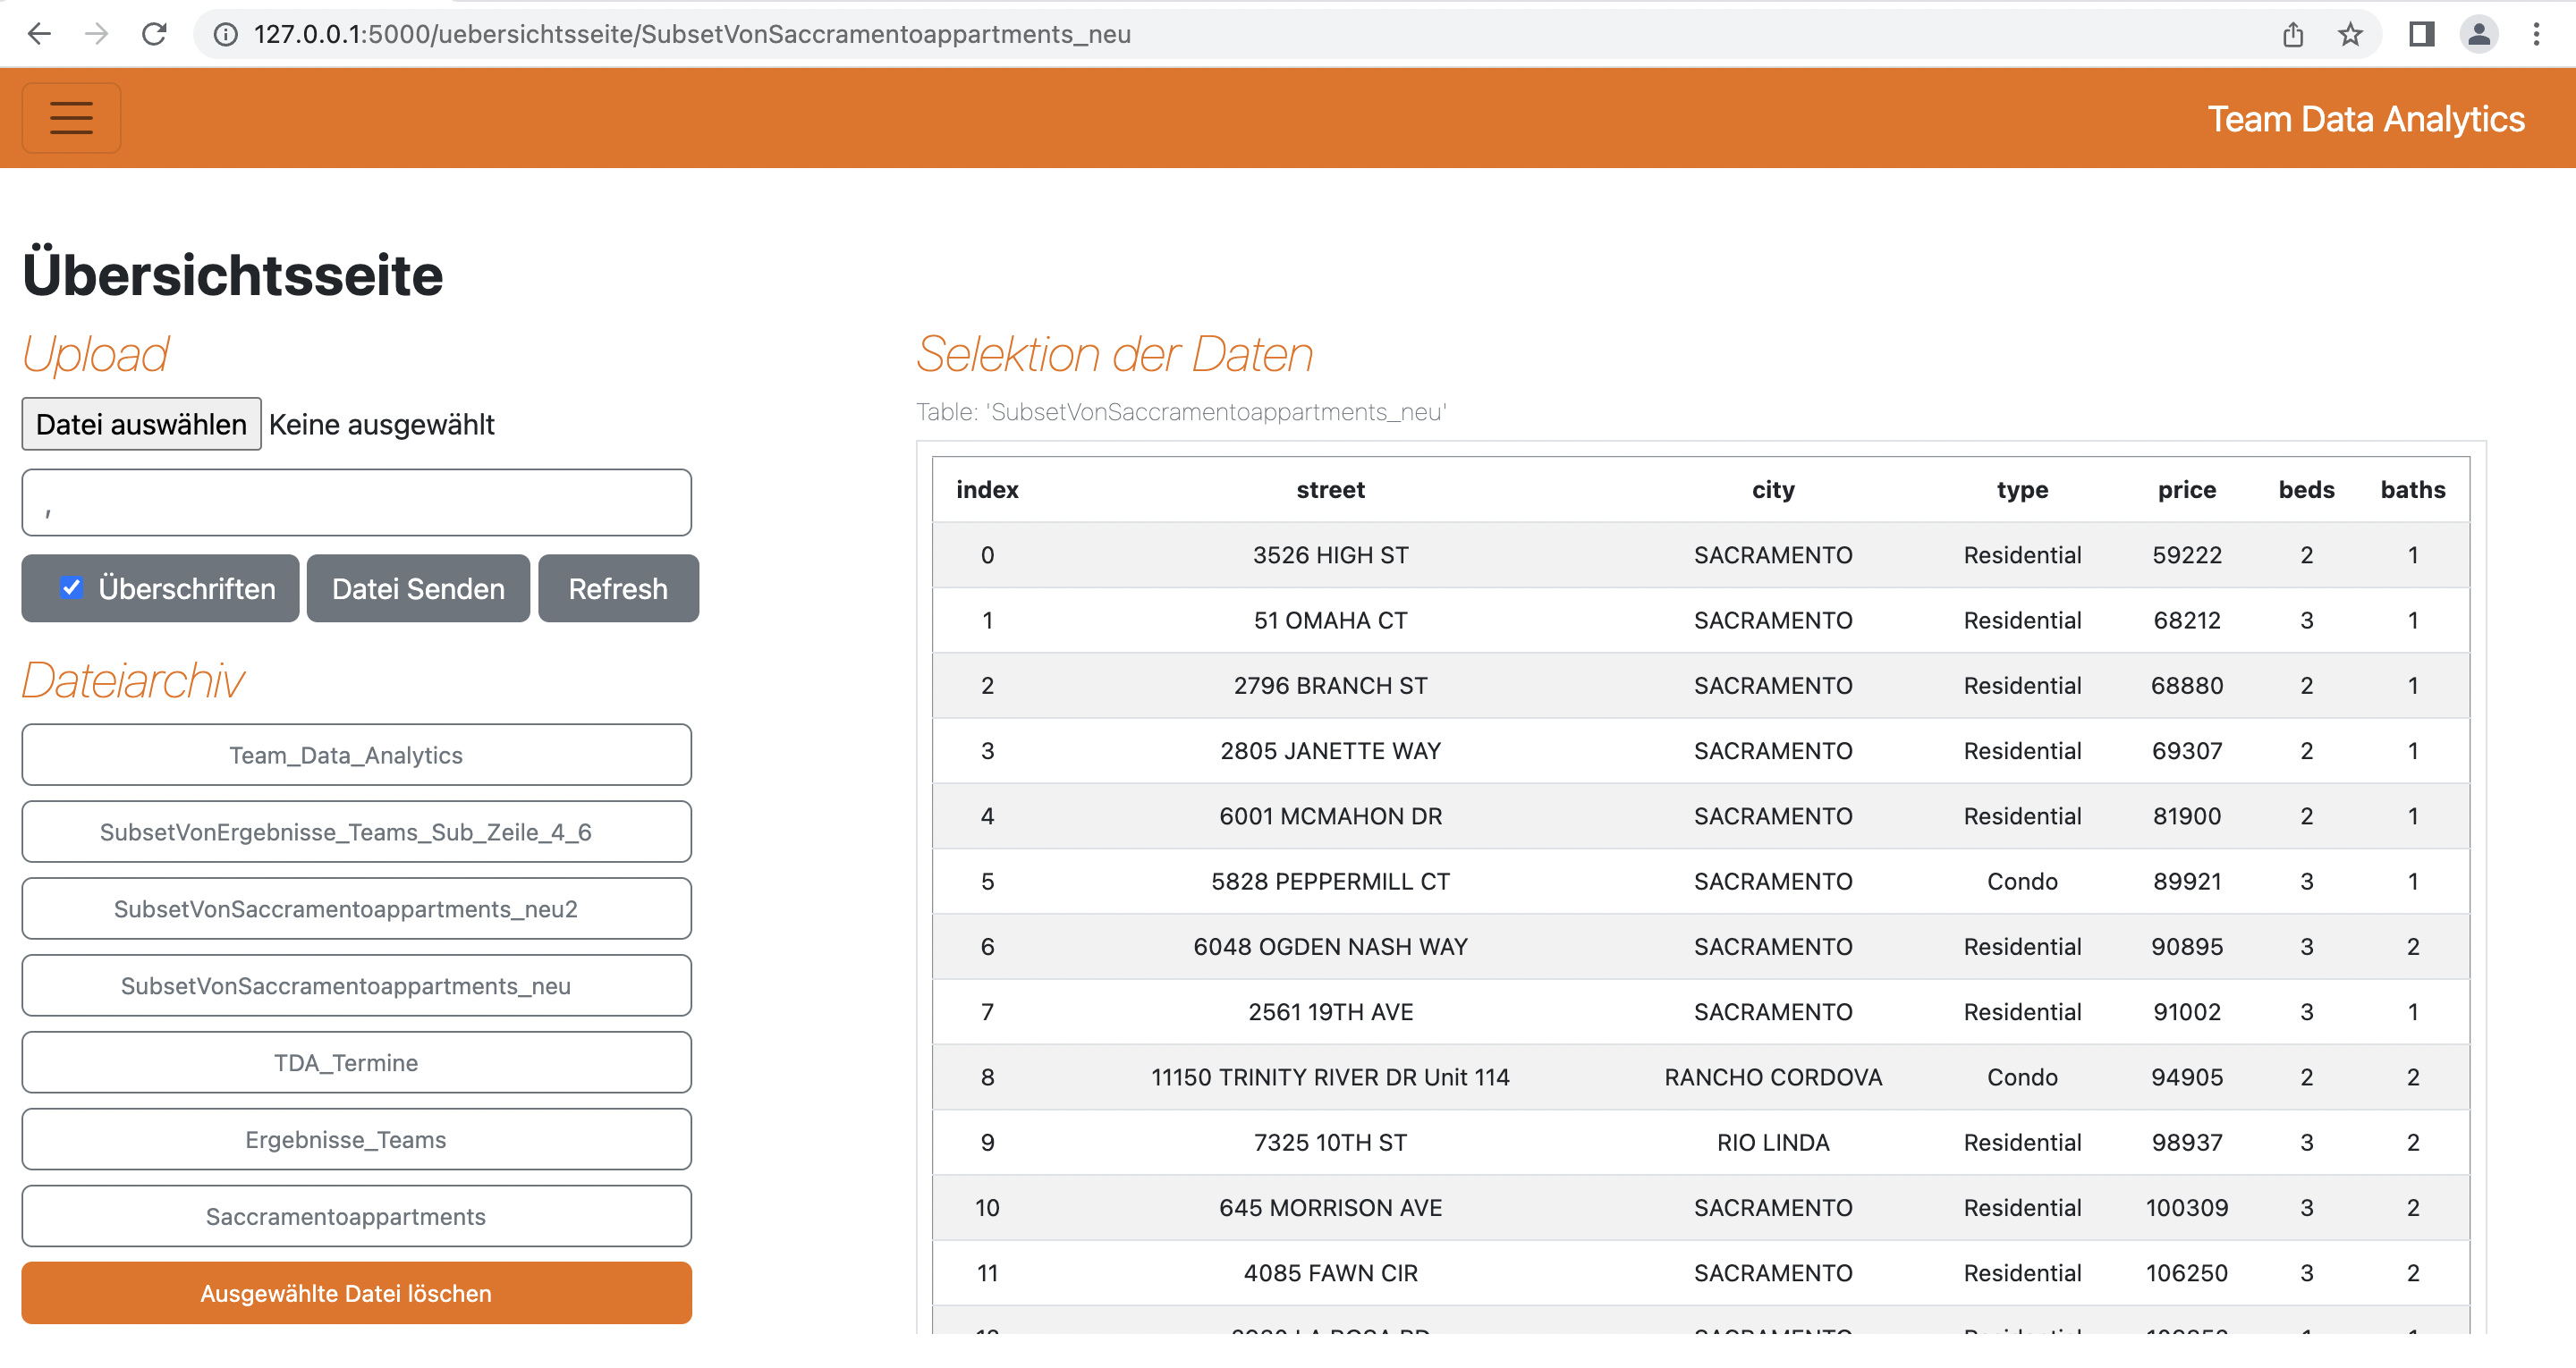 127.0.0.1:5000/uebersichtsseite/SubsetVonSaccramentoappartments_neu
Team Data Analytics
Übersichtsseite
Upload
Datei auswählen Keine ausgewählt
,
Überschriften Datei Senden Refresh
Dateiarchiv
Team_Data_Analytics
SubsetVonErgebnisse_Teams_Sub_Zeile_4_6
SubsetVonSaccramentoappartments_neu2
SubsetVonSaccramentoappartments_neu
TDA_Termine
Ergebnisse_Teams
Saccramentoappartments
Ausgewählte Datei löschen
Selektion der Daten
Table: 'SubsetVonSaccramentoappartments_neu'
index street city type price beds baths
0 3526 HIGH ST SACRAMENTO Residential 59222 2 1
1 51 OMAHA CT SACRAMENTO Residential 68212 3 1
2 2796 BRANCH ST SACRAMENTO Residential 68880 2 1
3 2805 JANETTE WAY SACRAMENTO Residential 69307 2 1
4 6001 MCMAHON DR SACRAMENTO Residential 81900 2 1
5 5828 PEPPERMILL CT SACRAMENTO Condo 89921 3 1
6 6048 OGDEN NASH WAY SACRAMENTO Residential 90895 3 2
7 2561 19TH AVE SACRAMENTO Residential 91002 3 1
8 11150 TRINITY RIVER DR Unit 114 RANCHO CORDOVA Condo 94905 2 2
9 7325 10TH ST RIO LINDA Residential 98937 3 2
10 645 MORRISON AVE SACRAMENTO Residential 100309 3 2
11 4085 FAWN CIR SACRAMENTO Residential 106250 3 2